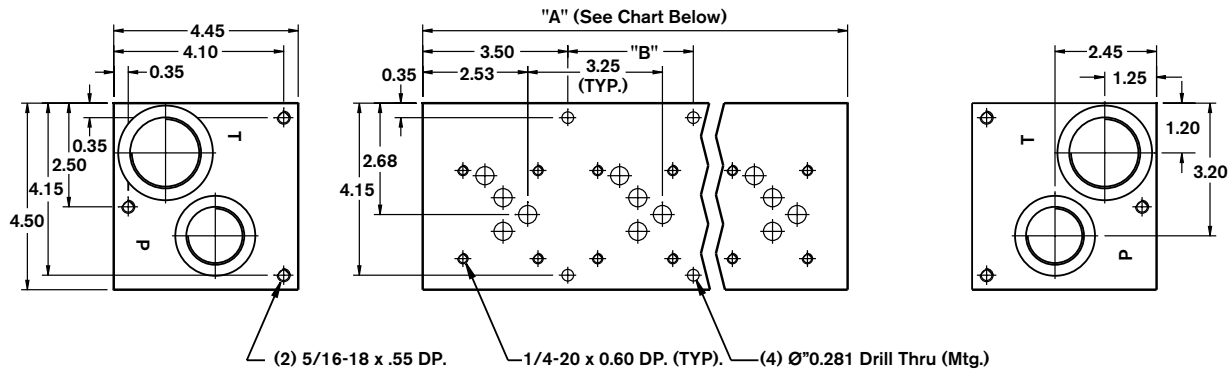 "A" (See Chart Below)
4.45
4.10
0.35
3.50
"B"
2.53
3.25
(TYP.)
0.35
2.45
1.25
0.35
2.50
4.15
4.50
T
P
2.68
4.15
T
P
1.20
3.20
(2) 5/16-18 x .55 DP.
1/4-20 x 0.60 DP. (TYP).
(4) Ø"0.281 Drill Thru (Mtg.)